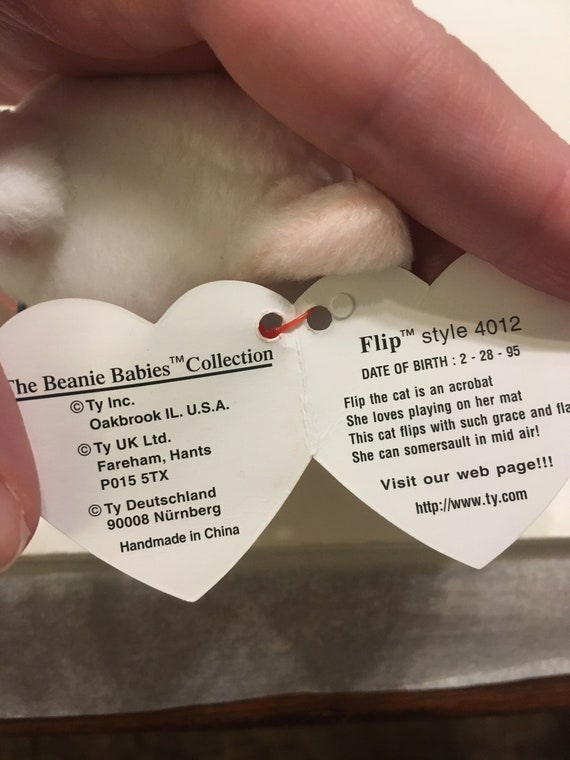 The Beanie Babies™ Collection
© Ty Inc.
Oakbrook IL. U.S.A.
© Ty UK Ltd.
Fareham, Hants
P015 5TX
© Ty Deutschland
90008 Nürnberg
Handmade in China
Flip™ style 4012
DATE OF BIRTH : 2 - 28 - 95
Flip the cat is an acrobat
She loves playing on her mat
This cat flips with such grace and
She can somersault in mid air!
Visit our web page!!!
http://www.ty.com